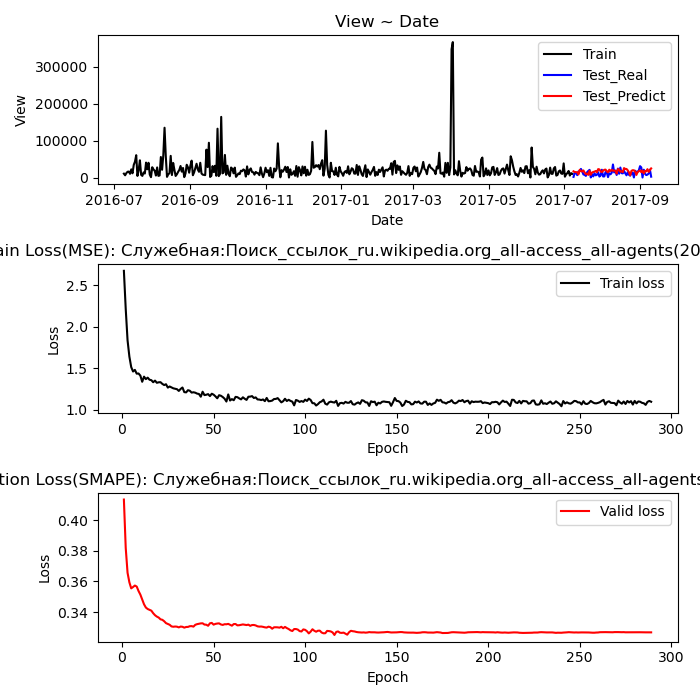 View ~ Date
View
300000
200000
100000
0
Train
Test_Real
Test_Predict
2016-07 2016-09 2016-11 2017-01 2017-03 2017-05 2017-07 2017-09
Date
ain Loss(MSE): Служебная:Поиск_ссылок_ru.wikipedia.org_all-access_all-agents(20
Loss
2.5
2.0
1.5
1.0
Train loss
0 50 100 150 200 250 300
Epoch
tion Loss(SMAPE): Служебная:Поиск_ссылок_ru.wikipedia.org_all-access_all-agents
Loss
0.40
0.38
0.36
0.34
Valid loss
0 50 100 150 200 250 300
Epoch